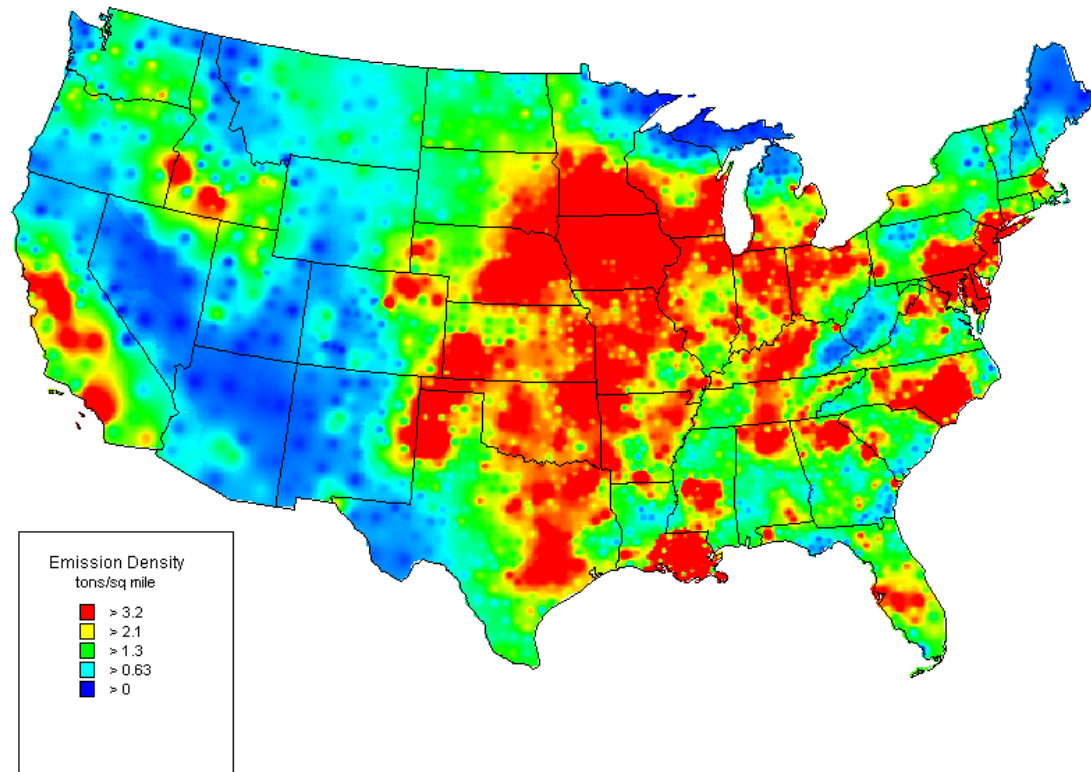 Emission Density
tons/sq mile
> 3.2
> 2.1
> 1.3
> 0.63
> 0